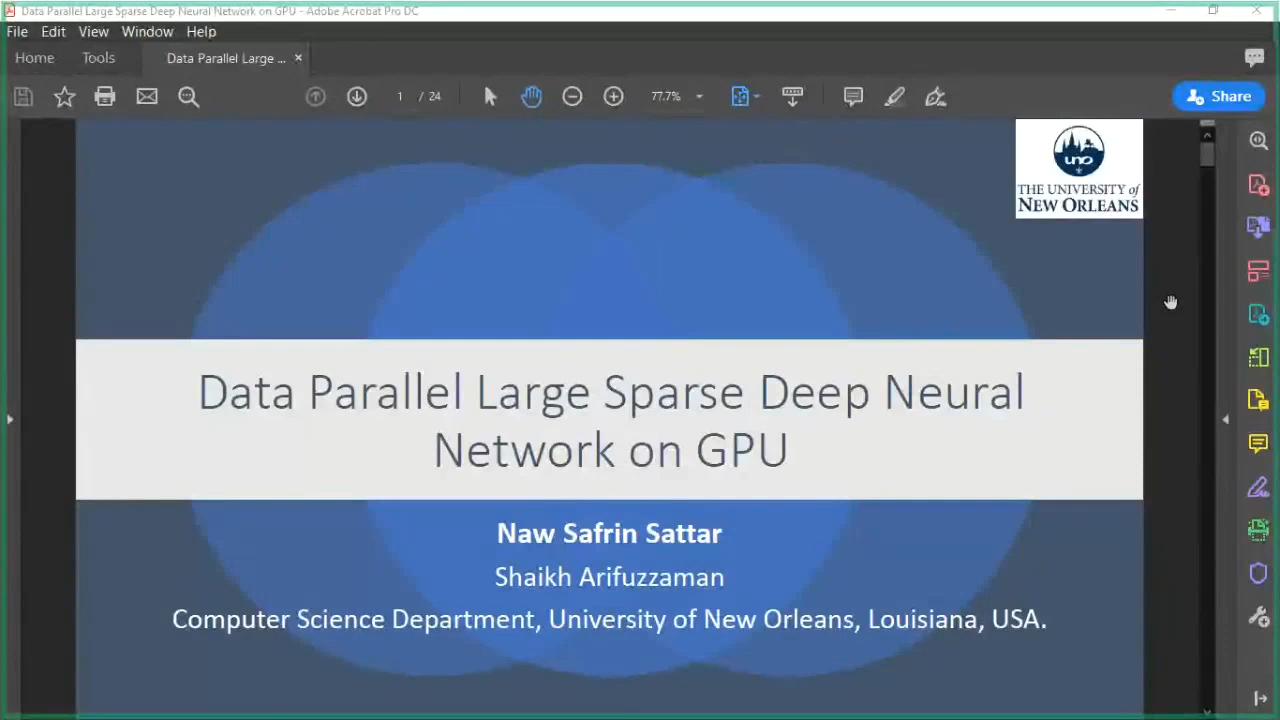 Data Parallel Large Sparse Deep Neural Network on GPU - Adobe Acrobat Pro DC
File Edit View Window Help
Home Tools Data Parallel Large ... ×
1 / 24 77.7% Share
uno
THE UNIVERSITY of
NEW ORLEANS
Data Parallel Large Sparse Deep Neural
Network on GPU
Naw Safrin Sattar
Shaikh Arifuzzaman
Computer Science Department, University of New Orleans, Louisiana, USA.